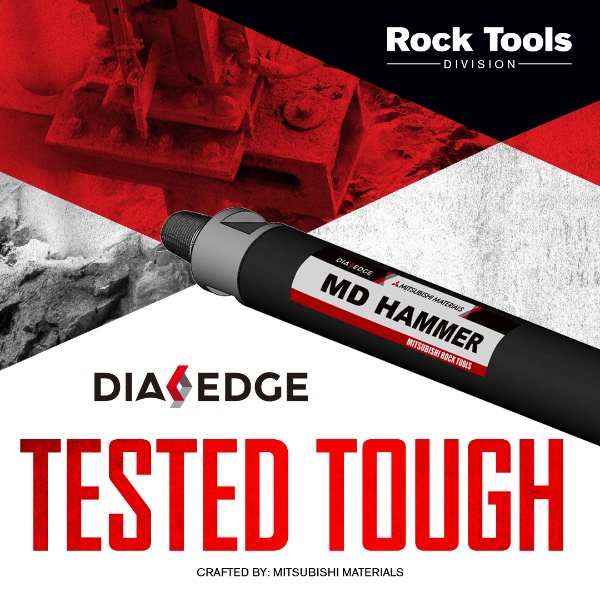 Rock Tools
DIVISION
DIAEDGE
MITSUBISHI MATERIALS
MD HAMMER
MITSUBISHI ROCK TOOLS
DIAEDGE
TESTED TOUGH
CRAFTED BY: MITSUBISHI MATERIALS